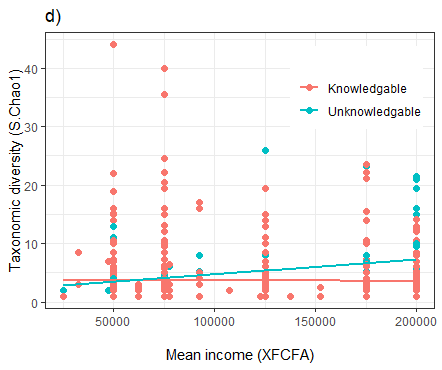 d)
Taxonomic diversity (S.Chao1)
40
30
20
10
0
Knowledgable
Unknowledgable
50000 100000 150000 200000
Mean income (XFCFA)